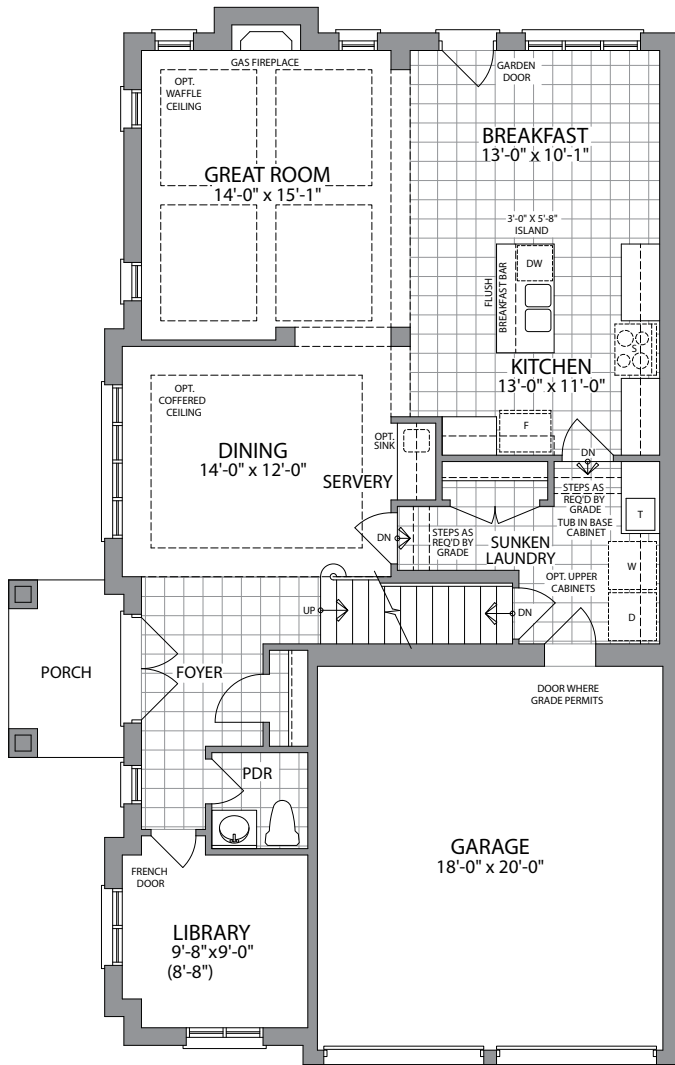 GAS FIREPLACE
OPT.
WAFFLE
CEILING
GARDEN
DOOR
BREAKFAST
13'-0" x 10'-1"
GREAT ROOM
14'-0" x 15'-1"
3'-0" X 5'-8"
ISLAND
DW
FLUSH
BREAKFAST BAR
S
KITCHEN
13'-0" x 11'-0"
OPT.
COFFERED
CEILING
F
OPT.
SINK
DINING
14'-0" x 12'-0"
SERVERY
DN
STEPS AS
REQ'D BY
GRADE
TUB IN BASE
CABINET
T
DN
STEPS AS
REQ'D BY
GRADE
SUNKEN
LAUNDRY
W
OPT. UPPER
CABINETS
D
UP
DN
PORCH
FOYER
DOOR WHERE
GRADE PERMITS
PDR
GARAGE
18'-0" x 20'-0"
FRENCH
DOOR
LIBRARY
9'-8"x9'-0"
(8'-8")